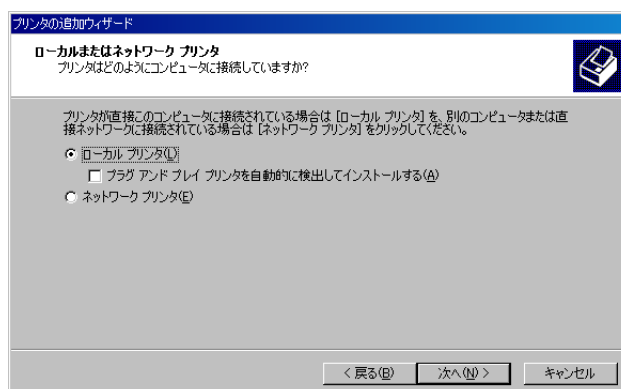 プリンタの追加ウィザード
ローカルまたはネットワーク プリンタ
プリンタはどのようにコンピュータに接続していますか?
プリンタが直接このコンピュータに接続されている場合は [ローカル プリンタ] を、別のコンピュータまたは直
接ネットワークに接続されている場合は [ネットワーク プリンタ] をクリックしてください。
ローカル プリンタ(L)
プラグ アンド プレイ プリンタを自動的に検出してインストールする(A)
ネットワーク プリンタ(E)
< 戻る(B)
次へ(N) >
キャンセル